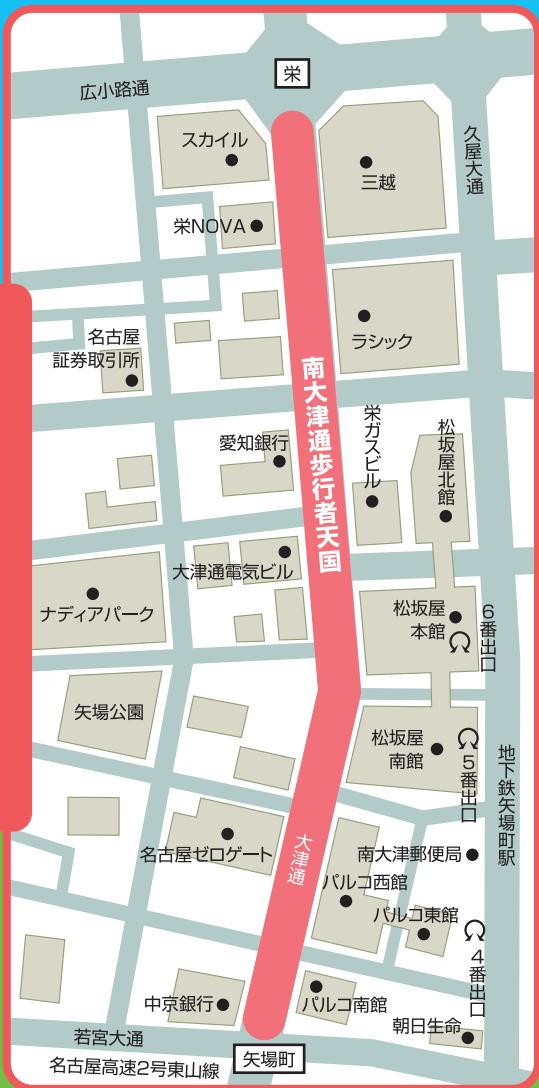 栄
広小路通
久屋大通
スカイル
三越
栄NOVA
ラシック
名古屋
証券取引所
南大津通歩行者天国
愛知銀行
栄ガスビル
松坂屋北館
大津通電気ビル
ナディアパーク
松坂屋
本館
6番出口
矢場公園
松坂屋
南館
5番出口
地下鉄矢場町駅
大津通
名古屋ゼロゲート
南大津郵便局
パルコ西館
パルコ東館
4番出口
中京銀行
パルコ南館
朝日生命
若宮大通
矢場町
名古屋高速2号東山線